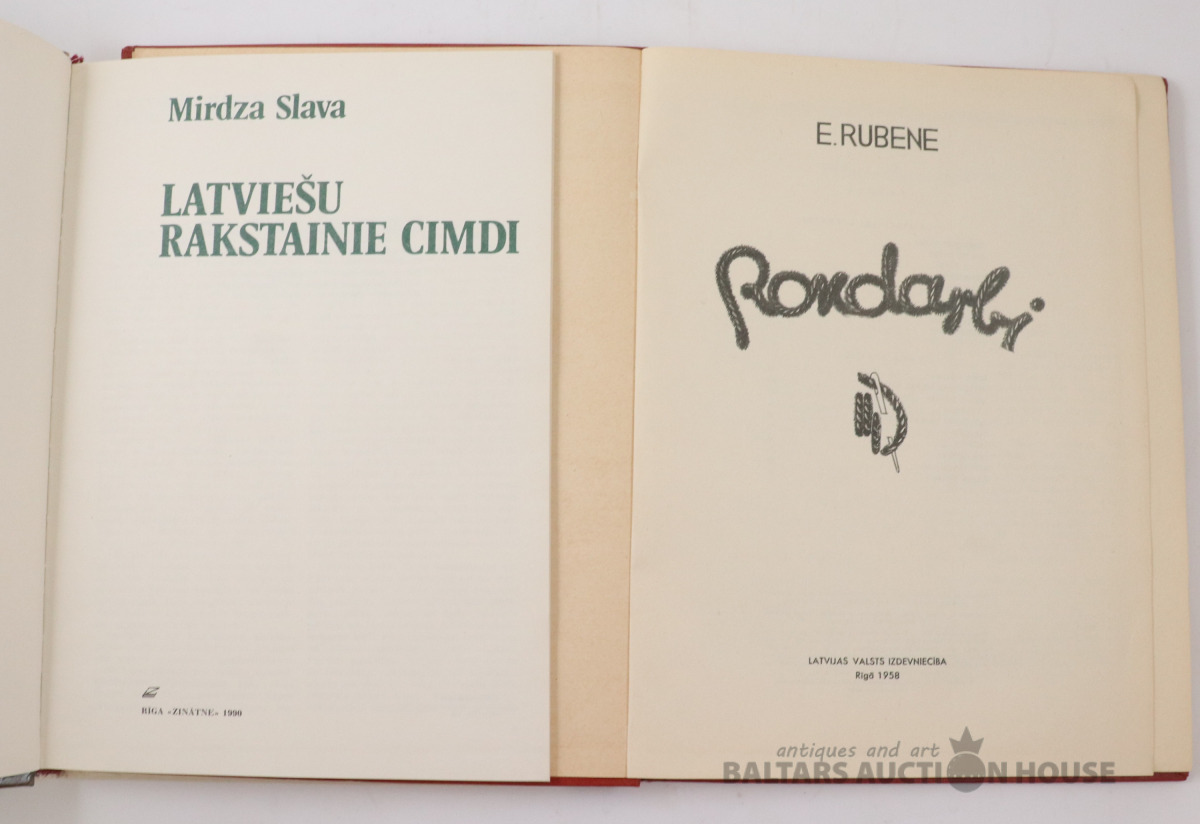 Mirdza Slava
LATVIEŠU
RAKSTAINIE CIMDI
RĪGA «ZINĀTNE» 1990
E. RUBENE
Rokdarbi
LATVIJAS VALSTS IZDEVNIECĪBA
Rīgā 1958
antiques and art
BALTARS AUCTION HOUSE